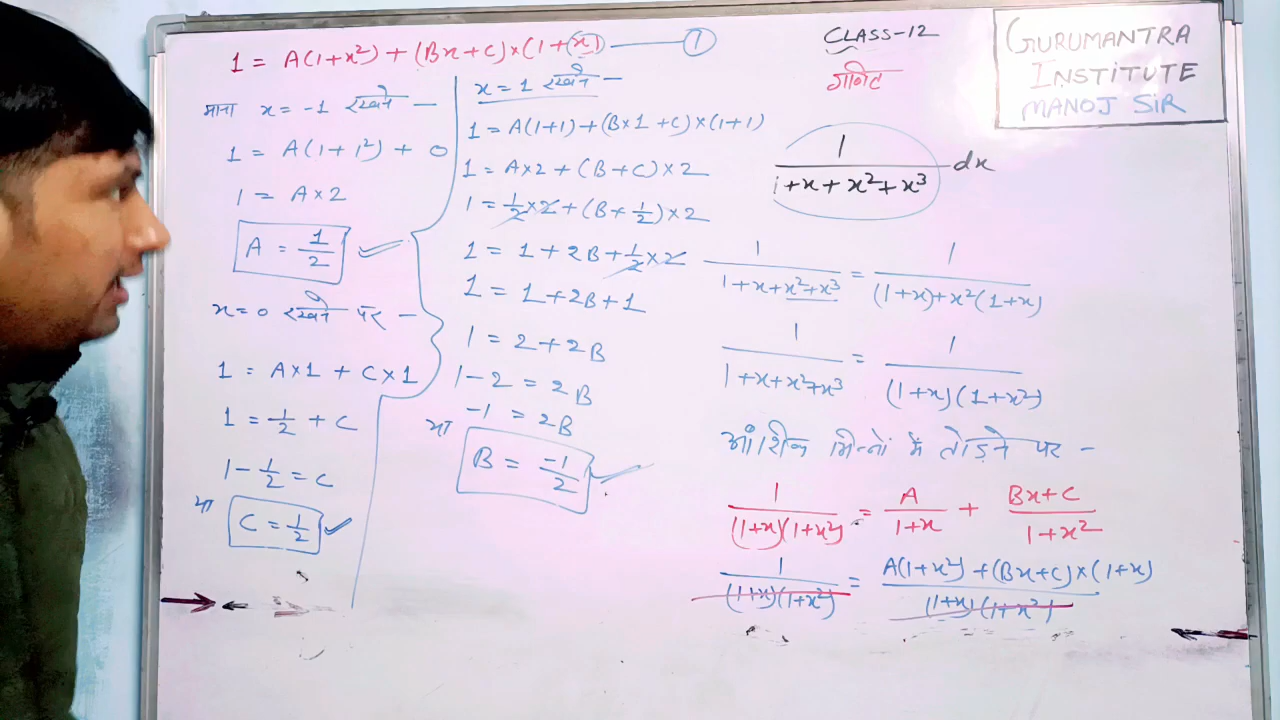 1 = A(1+x²) + (Bx+C)×(1+x) ——— ①
माना x = -1 रखने —
1 = A(1+1²) + 0
1 = A×2
A = 1/2
x=0 रखने पर —
1 = A×1 + C×1
1 = 1/2 + C
1 - 1/2 = C
या
C = 1/2
x = 1 रखने —
1 = A(1+1)+(B×1+C)×(1+1)
1 = A×2 + (B+C)×2
1 = 1/2×2+(B+1/2)×2
1 = 1+2B+1/2×2
1 = 1+2B+1
1 = 2+2B
1-2 = 2B
-1 = 2B
या
B = -1/2
CLASS-12
गणित
GURUMANTRA
INSTITUTE
MANOJ SIR
1/(1+x+x²+x³) dx
1/(1+x+x²+x³) = 1/((1+x)+x²(1+x))
1/(1+x+x²+x³) = 1/((1+x)(1+x²))
आंशिक भिन्नों में तोड़ने पर -
1/((1+x)(1+x²)) = A/(1+x) + (Bx+C)/(1+x²)
1/((1+x)(1+x²)) = (A(1+x²)+(Bx+C)×(1+x))/((1+x)(1+x²))